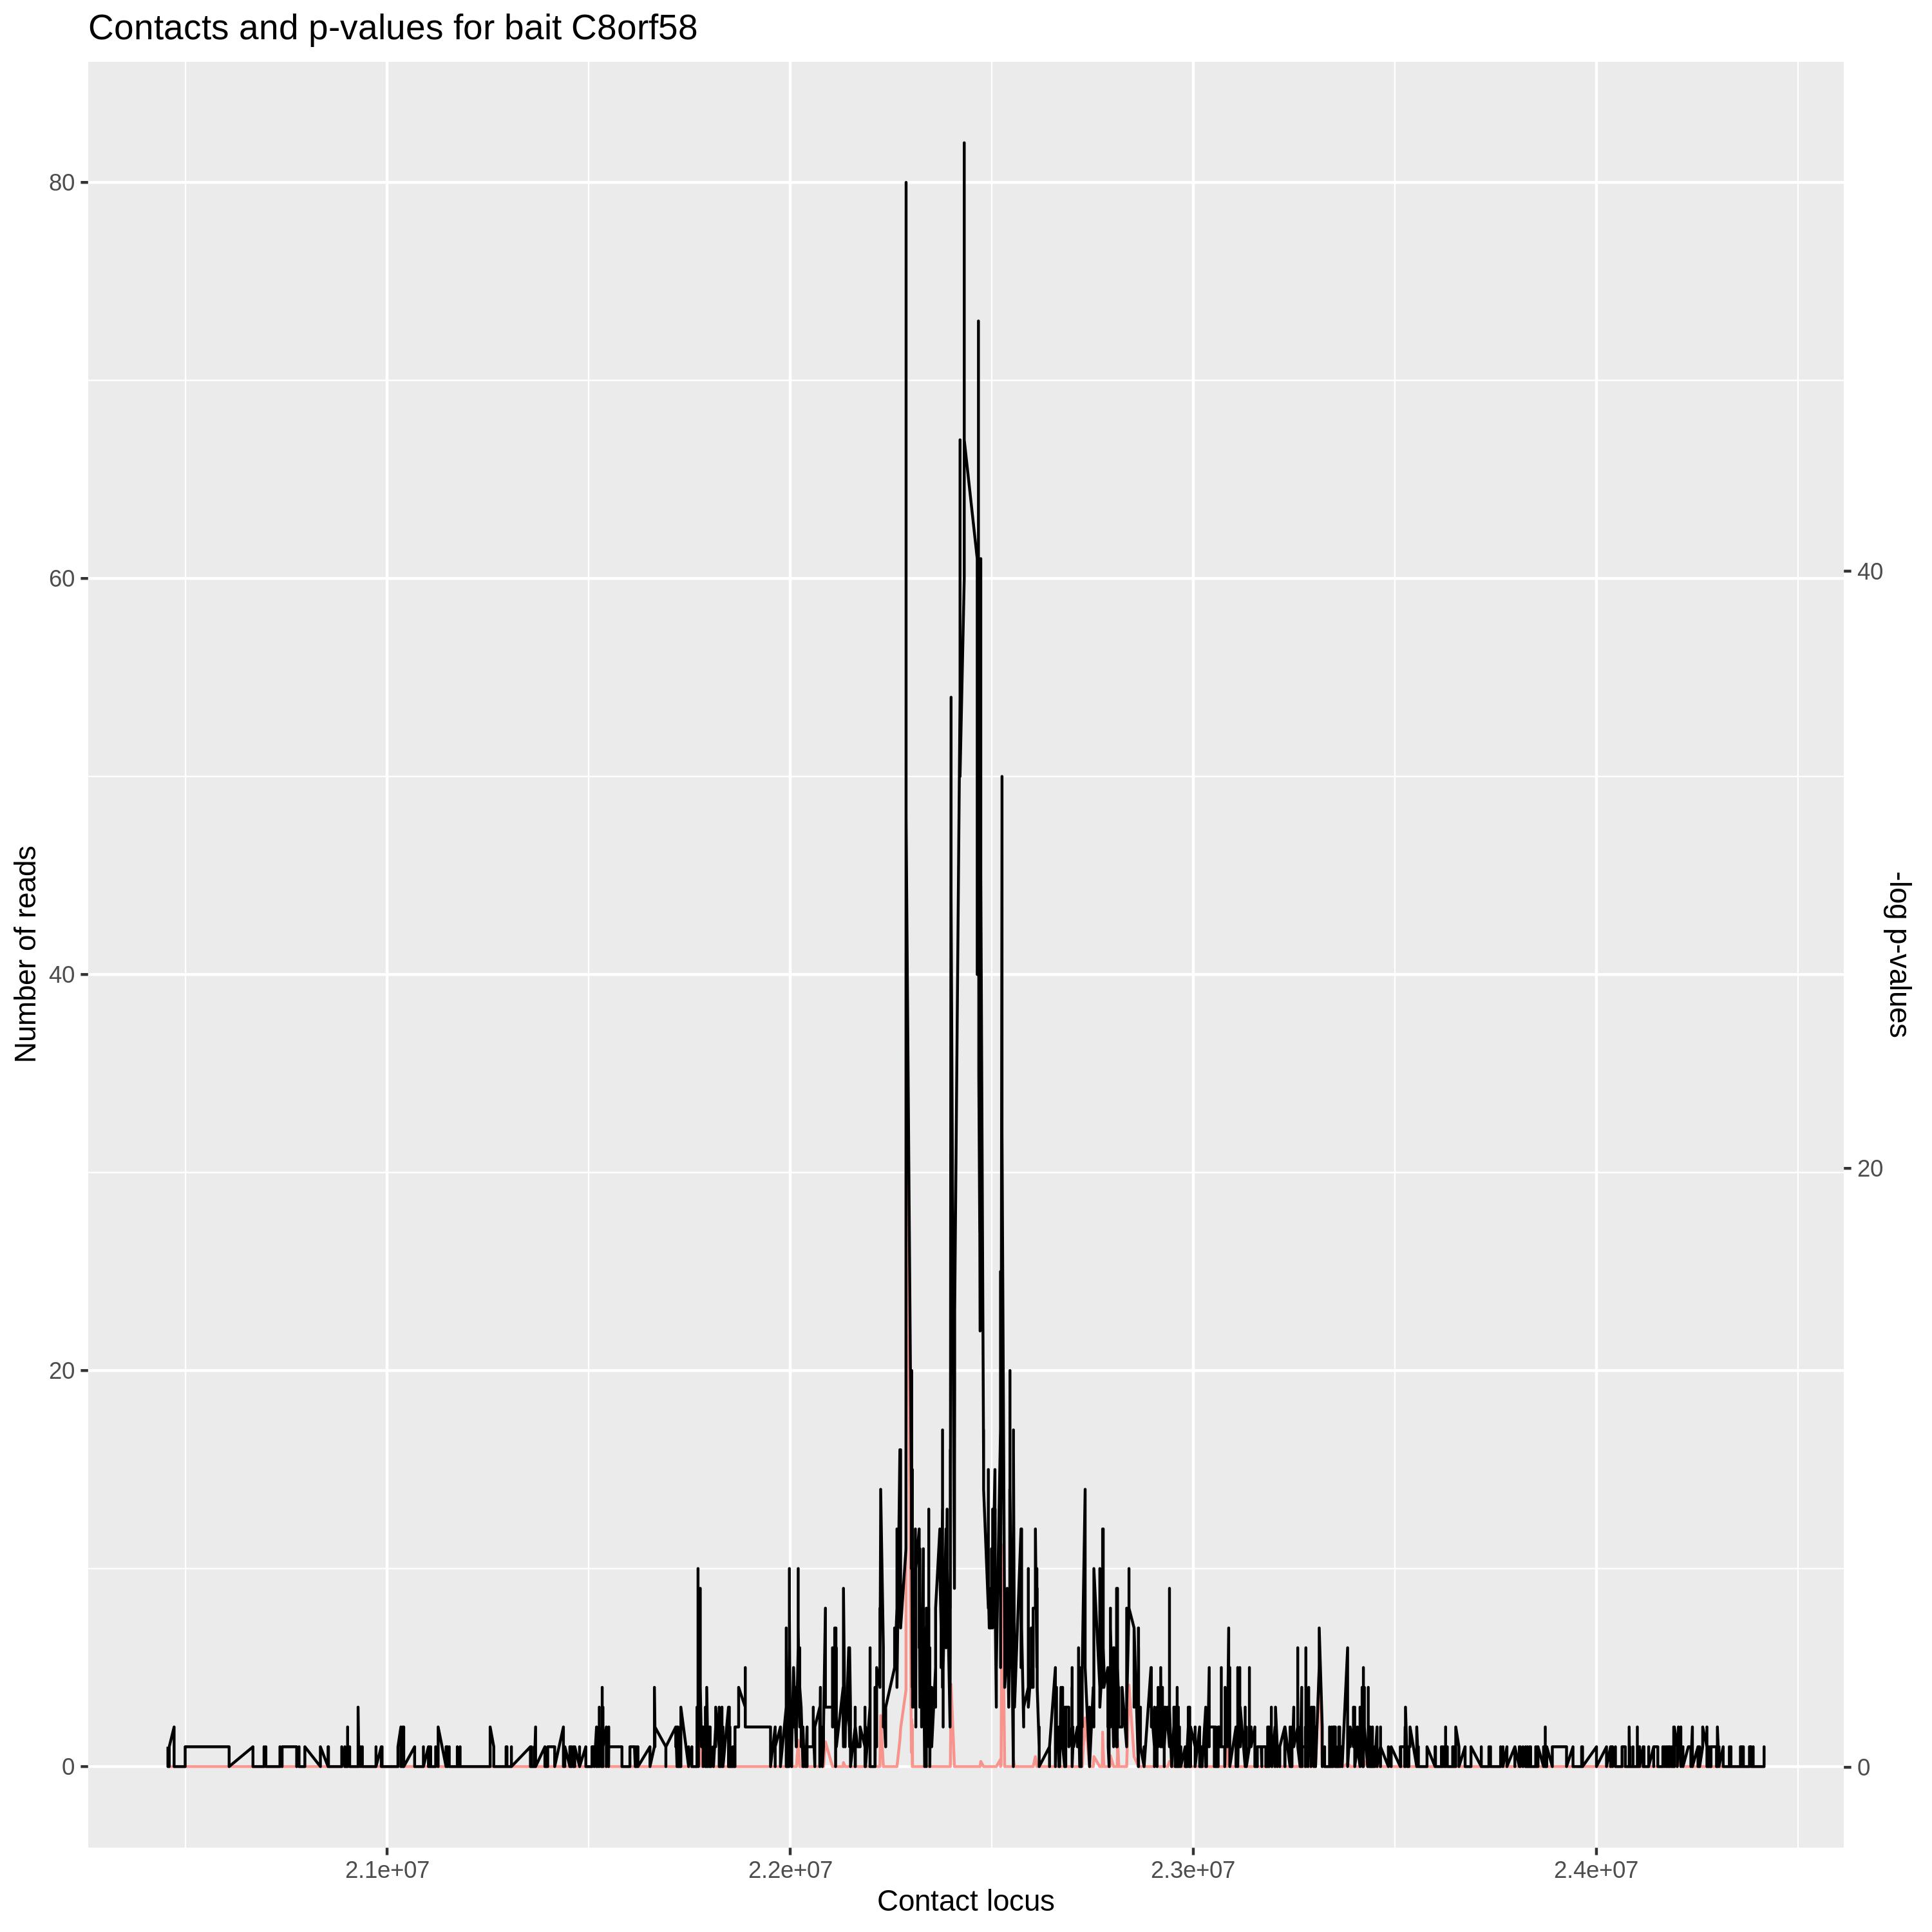 Contacts and p-values for bait C8orf58
80
60
40
20
0
Number of reads
40
20
0
-log p-values
2.1e+07
2.2e+07
2.3e+07
2.4e+07
Contact locus